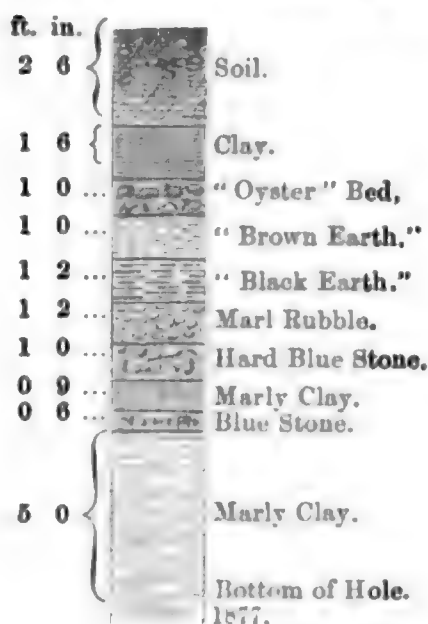 ft. in.
2 6 Soil.
1 6 Clay.
1 0 ... "Oyster" Bed,
1 0 ... "Brown Earth."
1 2 ... "Black Earth."
1 2 ... Marl Rubble.
1 0 ... Hard Blue Stone.
0 9 ... Marly Clay.
0 6 ... Blue Stone.
5 0 Marly Clay.
Bottom of Hole.
1877.